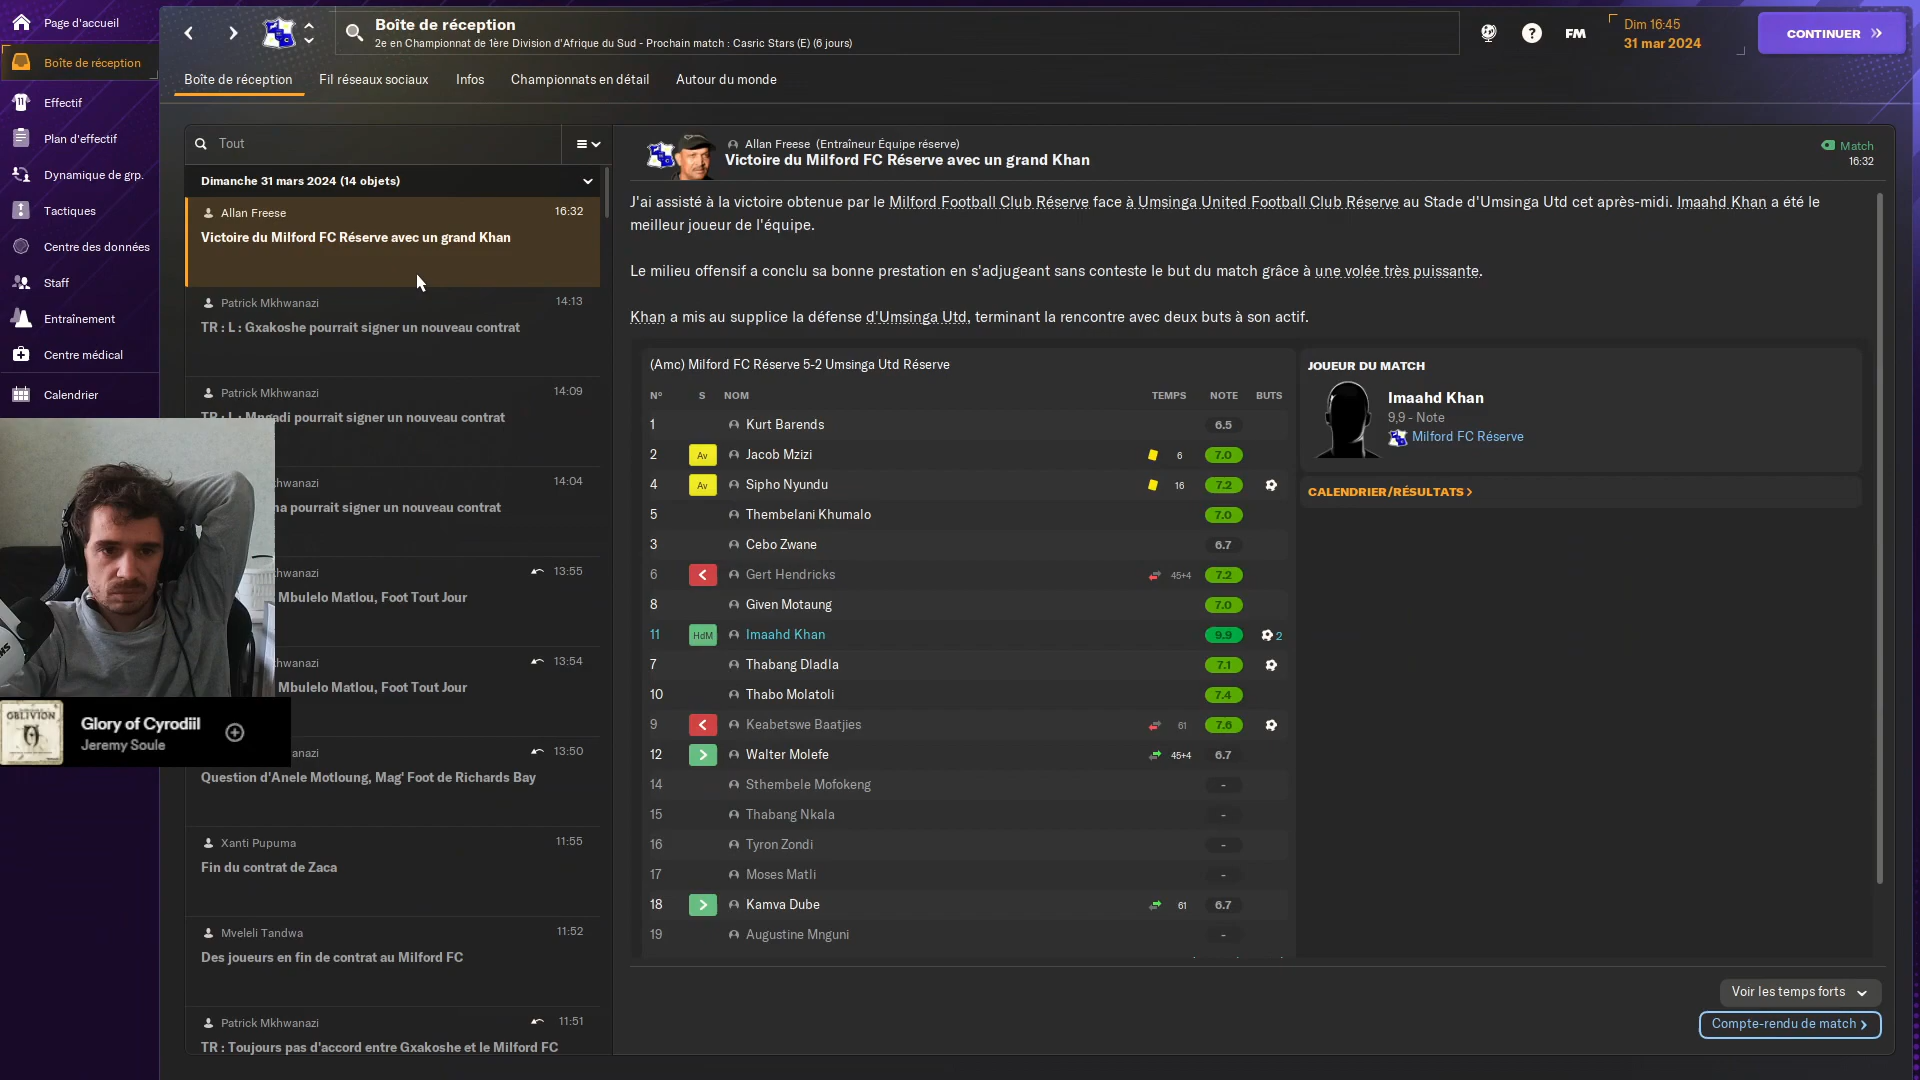 Page d'accueil
Boîte de réception
Effectif
Plan d'effectif
Dynamique de grp.
Tactiques
Centre des données
Staff
Entraînement
Centre médical
Calendrier
Boîte de réception
2e en Championnat de 1ère Division d'Afrique du Sud - Prochain match : Casric Stars (E) (6 jours)
?
FM
Dim 16:45
31 mar 2024
CONTINUER
Boîte de réception
Fil réseaux sociaux
Infos
Championnats en détail
Autour du monde
Tout
Dimanche 31 mars 2024 (14 objets)
Allan Freese 16:32
Victoire du Milford FC Réserve avec un grand Khan
Patrick Mkhwanazi 14:13
TR : L : Gxakoshe pourrait signer un nouveau contrat
Patrick Mkhwanazi 14:09
TR : L : Mngadi pourrait signer un nouveau contrat
hwanazi 14:04
na pourrait signer un nouveau contrat
khwanazi 13:55
Mbulelo Matlou, Foot Tout Jour
khwanazi 13:54
Mbulelo Matlou, Foot Tout Jour
wanazi 13:50
Question d'Anele Motloung, Mag' Foot de Richards Bay
Xanti Pupuma 11:55
Fin du contrat de Zaca
Mveleli Tandwa 11:52
Des joueurs en fin de contrat au Milford FC
Patrick Mkhwanazi 11:51
TR : Toujours pas d'accord entre Gxakoshe et le Milford FC
OBLIVION
Glory of Cyrodiil
Jeremy Soule
Allan Freese (Entraîneur Équipe réserve)
Victoire du Milford FC Réserve avec un grand Khan
Match
16:32
J'ai assisté à la victoire obtenue par le Milford Football Club Réserve face à Umsinga United Football Club Réserve au Stade d'Umsinga Utd cet après-midi. Imaahd Khan a été le
meilleur joueur de l'équipe.
Le milieu offensif a conclu sa bonne prestation en s'adjugeant sans conteste le but du match grâce à une volée très puissante.
Khan a mis au supplice la défense d'Umsinga Utd, terminant la rencontre avec deux buts à son actif.
(Amc) Milford FC Réserve 5-2 Umsinga Utd Réserve
N° S NOM TEMPS NOTE BUTS
1 Kurt Barends 6.5
2 Av Jacob Mzizi 6 7.0
4 Av Sipho Nyundu 16 7.2
5 Thembelani Khumalo 7.0
3 Cebo Zwane 6.7
6 Gert Hendricks 45+4 7.2
8 Given Motaung 7.0
11 HdM Imaahd Khan 9.9 2
7 Thabang Dladla 7.1
10 Thabo Molatoli 7.4
9 Keabetswe Baatjies 61 7.6
12 Walter Molefe 45+4 6.7
14 Sthembele Mofokeng -
15 Thabang Nkala -
16 Tyron Zondi -
17 Moses Matli -
18 Kamva Dube 61 6.7
19 Augustine Mnguni -
JOUEUR DU MATCH
Imaahd Khan
9,9 - Note
Milford FC Réserve
CALENDRIER/RÉSULTATS >
Voir les temps forts
Compte-rendu de match >